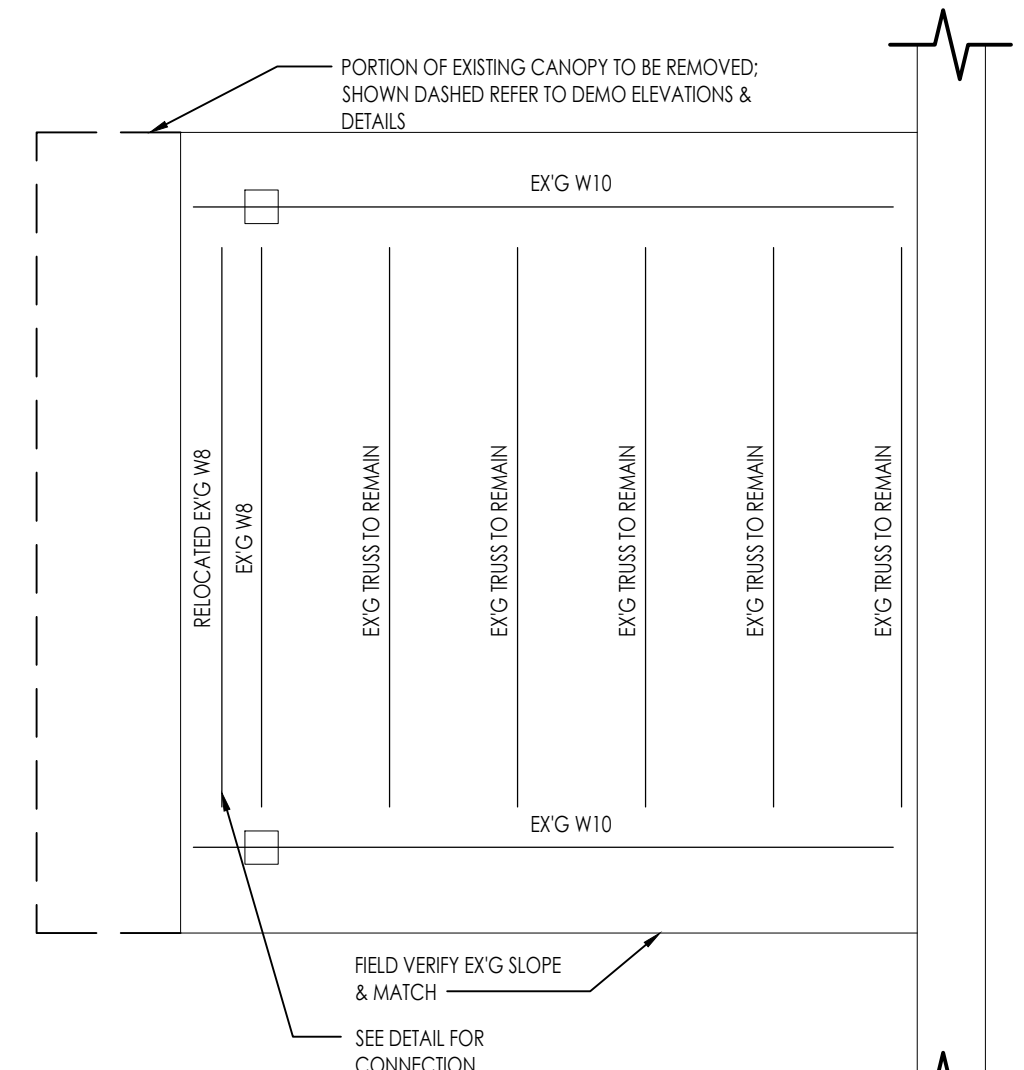 PORTION OF EXISTING CANOPY TO BE REMOVED;
SHOWN DASHED REFER TO DEMO ELEVATIONS &
DETAILS
EX'G W10
RELOCATED EX'G W8
EX'G W8
EX'G TRUSS TO REMAIN
EX'G TRUSS TO REMAIN
EX'G TRUSS TO REMAIN
EX'G TRUSS TO REMAIN
EX'G TRUSS TO REMAIN
EX'G W10
FIELD VERIFY EX'G SLOPE
& MATCH
SEE DETAIL FOR
CONNECTION